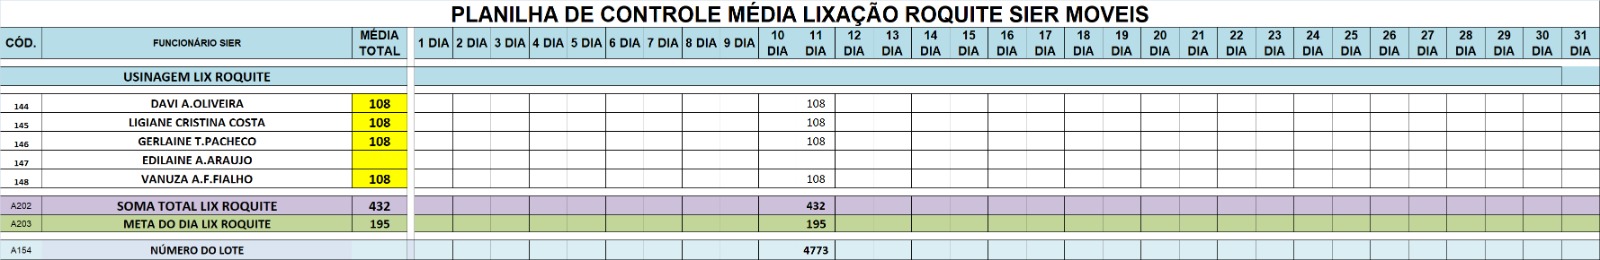 PLANILHA DE CONTROLE MÉDIA LIXAÇÃO ROQUITE SIER MOVEIS
CÓD. FUNCIONÁRIO SIER MÉDIA TOTAL 1 DIA 2 DIA 3 DIA 4 DIA 5 DIA 6 DIA 7 DIA 8 DIA 9 DIA 10 DIA 11 DIA 12 DIA 13 DIA 14 DIA 15 DIA 16 DIA 17 DIA 18 DIA 19 DIA 20 DIA 21 DIA 22 DIA 23 DIA 24 DIA 25 DIA 26 DIA 27 DIA 28 DIA 29 DIA 30 DIA 31 DIA
USINAGEM LIX ROQUITE
144 DAVI A.OLIVEIRA 108 108
145 LIGIANE CRISTINA COSTA 108 108
146 GERLAINE T.PACHECO 108 108
147 EDILAINE A.ARAUJO
148 VANUZA A.F.FIALHO 108 108
A202 SOMA TOTAL LIX ROQUITE 432 432
A203 META DO DIA LIX ROQUITE 195 195
A154 NÚMERO DO LOTE 4773